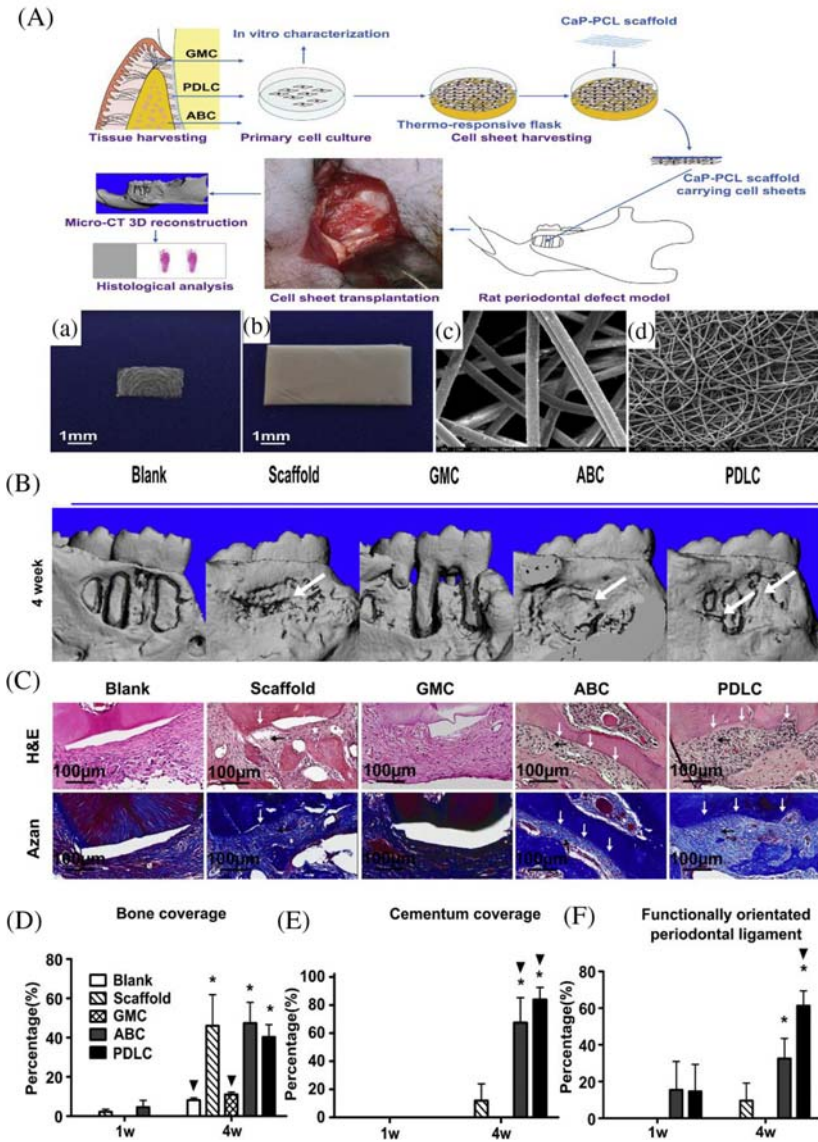 (A)
CaP-PCL scaffold
In vitro characterization
GMC
PDLC
ABC
Thermo-responsive flask
Tissue harvesting
Primary cell culture
Cell sheet harvesting
CaP-PCL scaffold
carrying cell sheets
Micro-CT 3D reconstruction
Histological analysis
Cell sheet transplantation
Rat periodontal defect model
(a)
(b)
(c)
(d)
1mm
1mm
Blank Scaffold GMC ABC PDLC
(B)
4 week
(C)
Blank Scaffold GMC ABC PDLC
H&E
100μm 100μm 100μm 100μm 100μm
Azan
100μm 100μm 100μm 100μm 100μm
(D) Bone coverage
Percentage(%)
80
60
40
20
0
Blank
Scaffold
GMC
ABC
PDLC
* * *
1w 4w
(E) Cementum coverage
Percentage(%)
100
80
60
40
20
0
* *
1w 4w
(F) Functionally orientated
periodontal ligament
Percentage(%)
80
60
40
20
0
* *
1w 4w